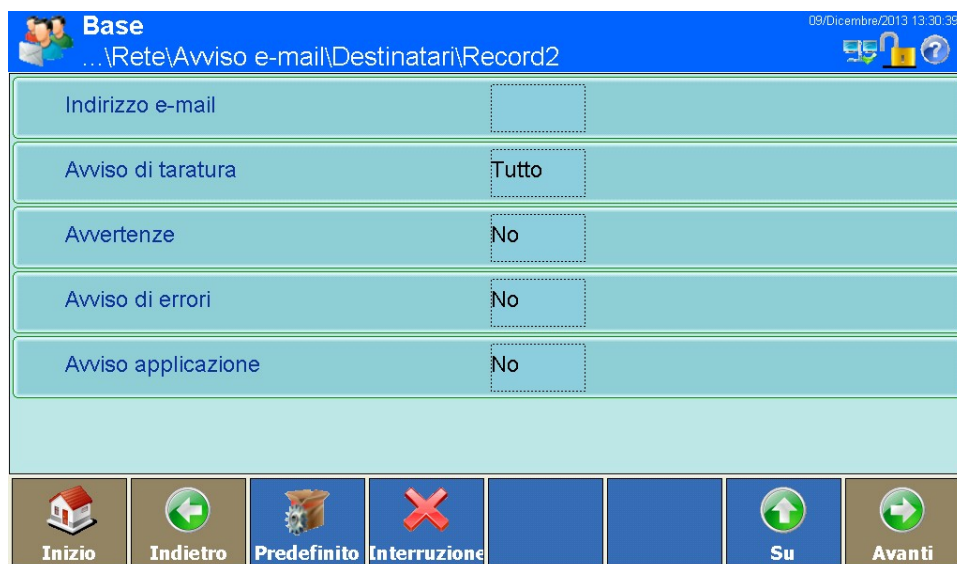 Base
09/Dicembre/2013 13:30:39
...\Rete\Avviso e-mail\Destinatari\Record2
Indirizzo e-mail
Avviso di taratura Tutto
Avvertenze No
Avviso di errori No
Avviso applicazione No
Inizio Indietro Predefinito Interruzione Su Avanti